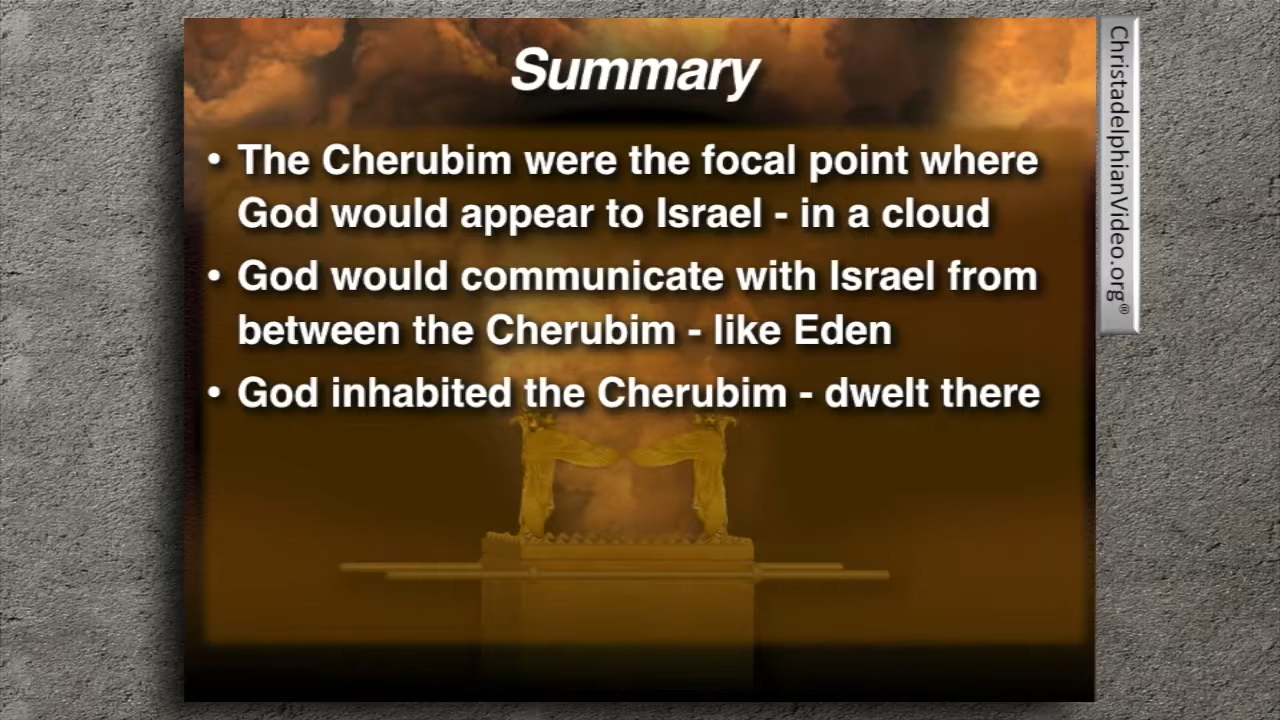 Summary
• The Cherubim were the focal point where
God would appear to Israel - in a cloud
• God would communicate with Israel from
between the Cherubim - like Eden
• God inhabited the Cherubim - dwelt there
ChristadelphianVideo.org®